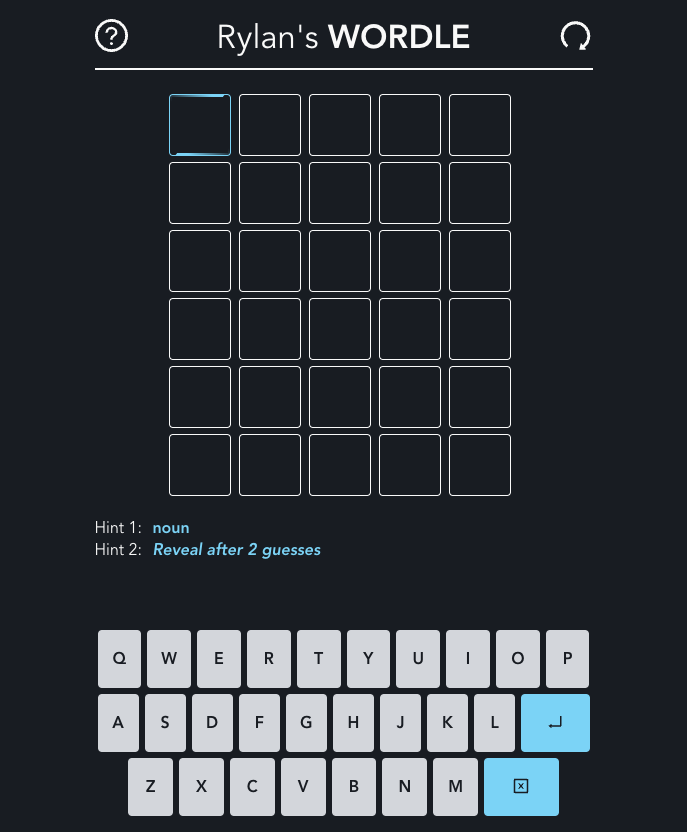 ? Rylan's WORDLE
Hint 1: noun
Hint 2: Reveal after 2 guesses
Q W E R T Y U I O P
A S D F G H J K L
Z X C V B N M